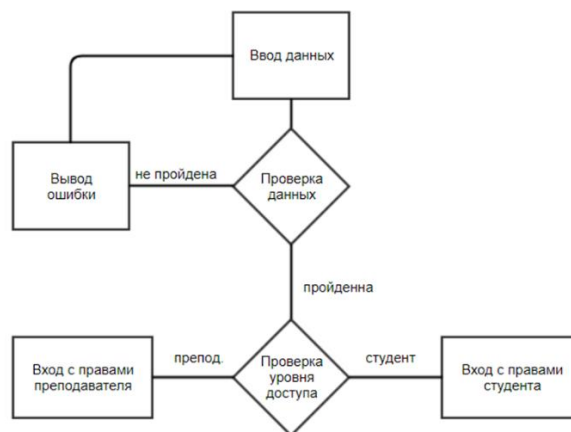 Ввод данных
Вывод
ошибки
не пройдена
Проверка
данных
пройденна
Вход с правами
преподавателя
препод.
Проверка
уровня
доступа
студент
Вход с правами
студента